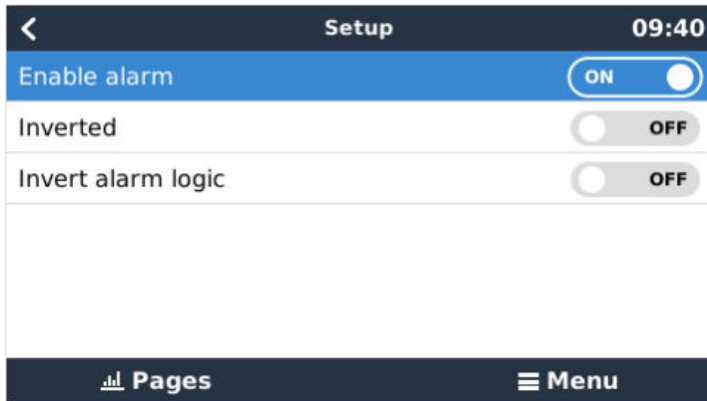 Setup 09:40
Enable alarm ON
Inverted OFF
Invert alarm logic OFF
Pages Menu